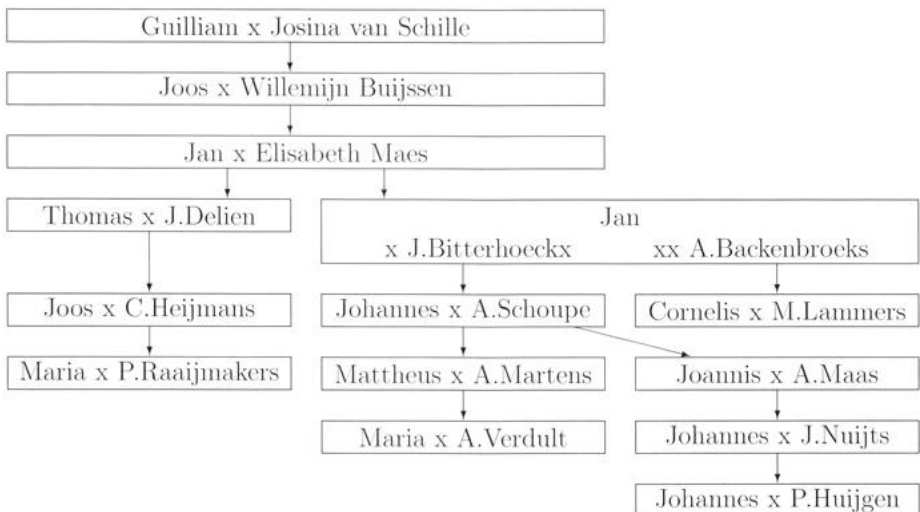 Guilliam x Josina van Schille
Joos x Willemijn Buijssen
Jan x Elisabeth Maes
Thomas x J.Delien
Jan
x J.Bitterhoeckx
xx A.Backenbroeks
Joos x C.Heijmans
Johannes x A.Schoupe
Cornelis x M.Lammers
Maria x P.Raaijmakers
Mattheus x A.Martens
Joannis x A.Maas
Maria x A.Verdult
Johannes x J.Nuijts
Johannes x P.Huijgen